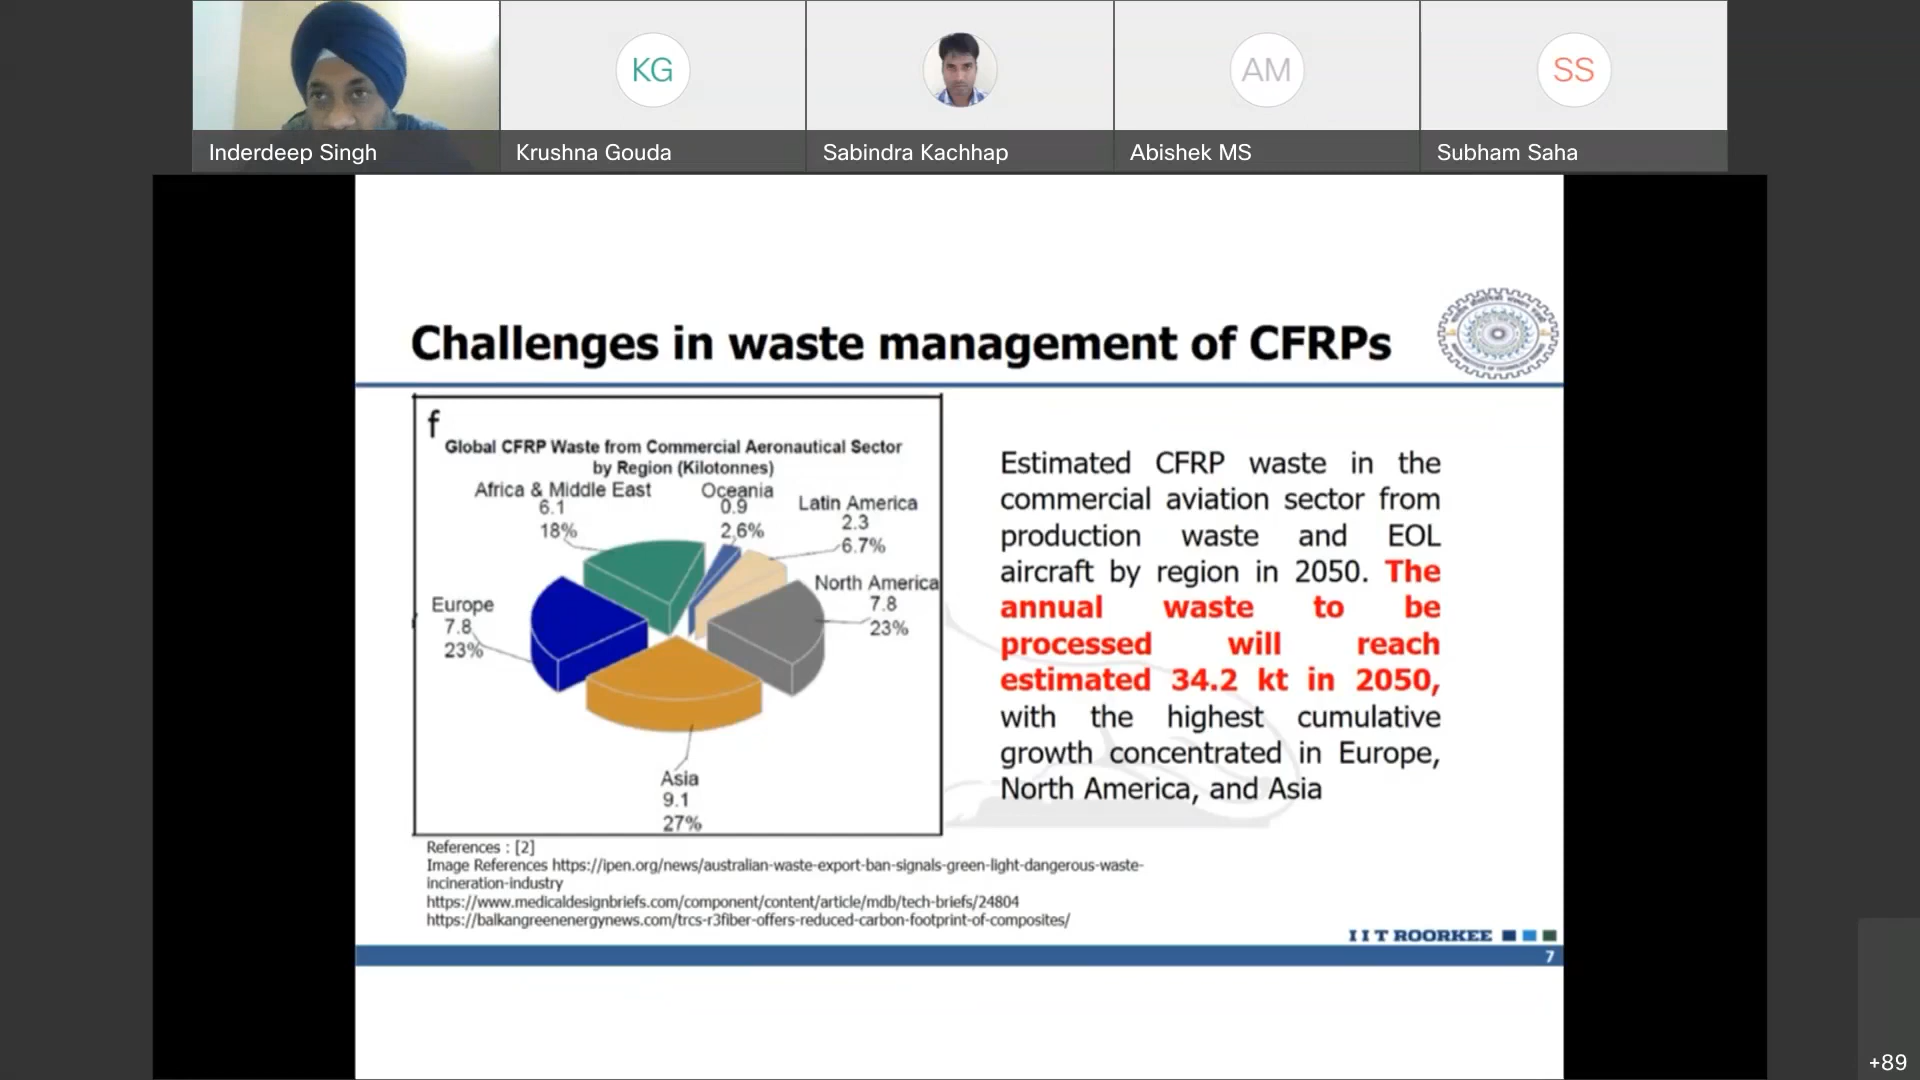 KG
AM
SS
Inderdeep Singh
Krushna Gouda
Sabindra Kachhap
Abishek MS
Subham Saha
Challenges in waste management of CFRPs
f
Global CFRP Waste from Commercial Aeronautical Sector
by Region (Kilotonnes)
Africa & Middle East
6.1
18%
Oceania
0.9
2,6%
Latin America
2.3
6.7%
North America
7.8
23%
Europe
7.8
23%
Asia
9.1
27%
Estimated CFRP waste in the
commercial aviation sector from
production waste and EOL
aircraft by region in 2050. The
annual waste to be
processed will reach
estimated 34.2 kt in 2050,
with the highest cumulative
growth concentrated in Europe,
North America, and Asia
References : [2]
Image References https://ipen.org/news/australian-waste-export-ban-signals-green-light-dangerous-waste-
incineration-industry
https://www.medicaldesignbriefs.com/component/content/article/mdb/tech-briefs/24804
https://balkangreenenergynews.com/trcs-r3fiber-offers-reduced-carbon-footprint-of-composites/
I I T ROORKEE
7
+89